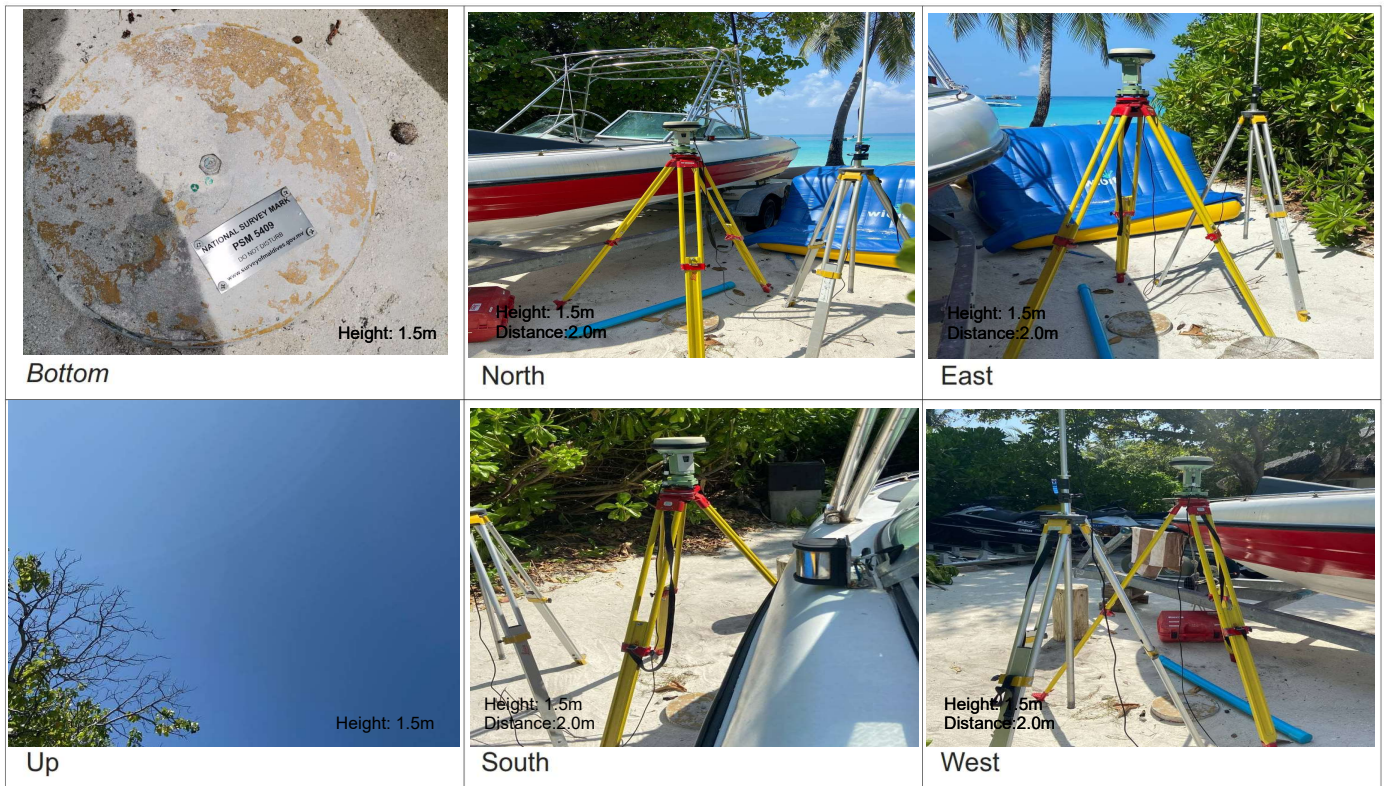 NATIONAL SURVEY MARK
PSM 5409
DO NOT DISTURB
www.surveyofmaldives.gov.mv
Height: 1.5m
Bottom
Height: 1.5m
Distance:2.0m
North
Height: 1.5m
Distance:2.0m
East
Height: 1.5m
Up
Height: 1.5m
Distance:2.0m
South
Height: 1.5m
Distance:2.0m
West